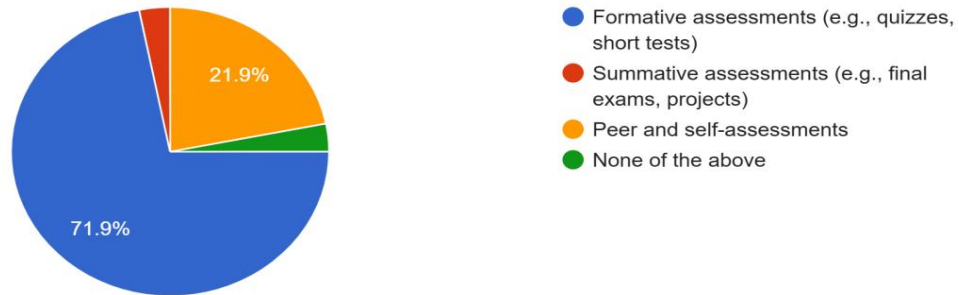 21.9%
71.9%
Formative assessments (e.g., quizzes,
short tests)
Summative assessments (e.g., final
exams, projects)
Peer and self-assessments
None of the above